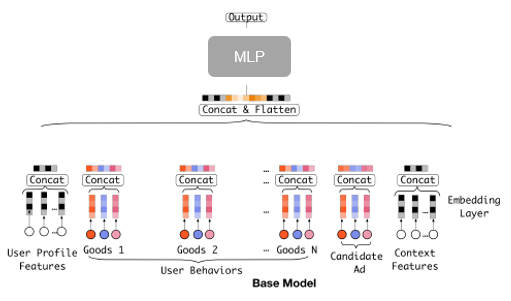 Output
MLP
Concat & Flatten
Concat
Concat
Concat
...
...
Concat
Concat
Concat
...
...
...
Embedding
Layer
User Profile
Features
Goods 1
Goods 2
... Goods N
Candidate
Ad
Context
Features
User Behaviors
Base Model